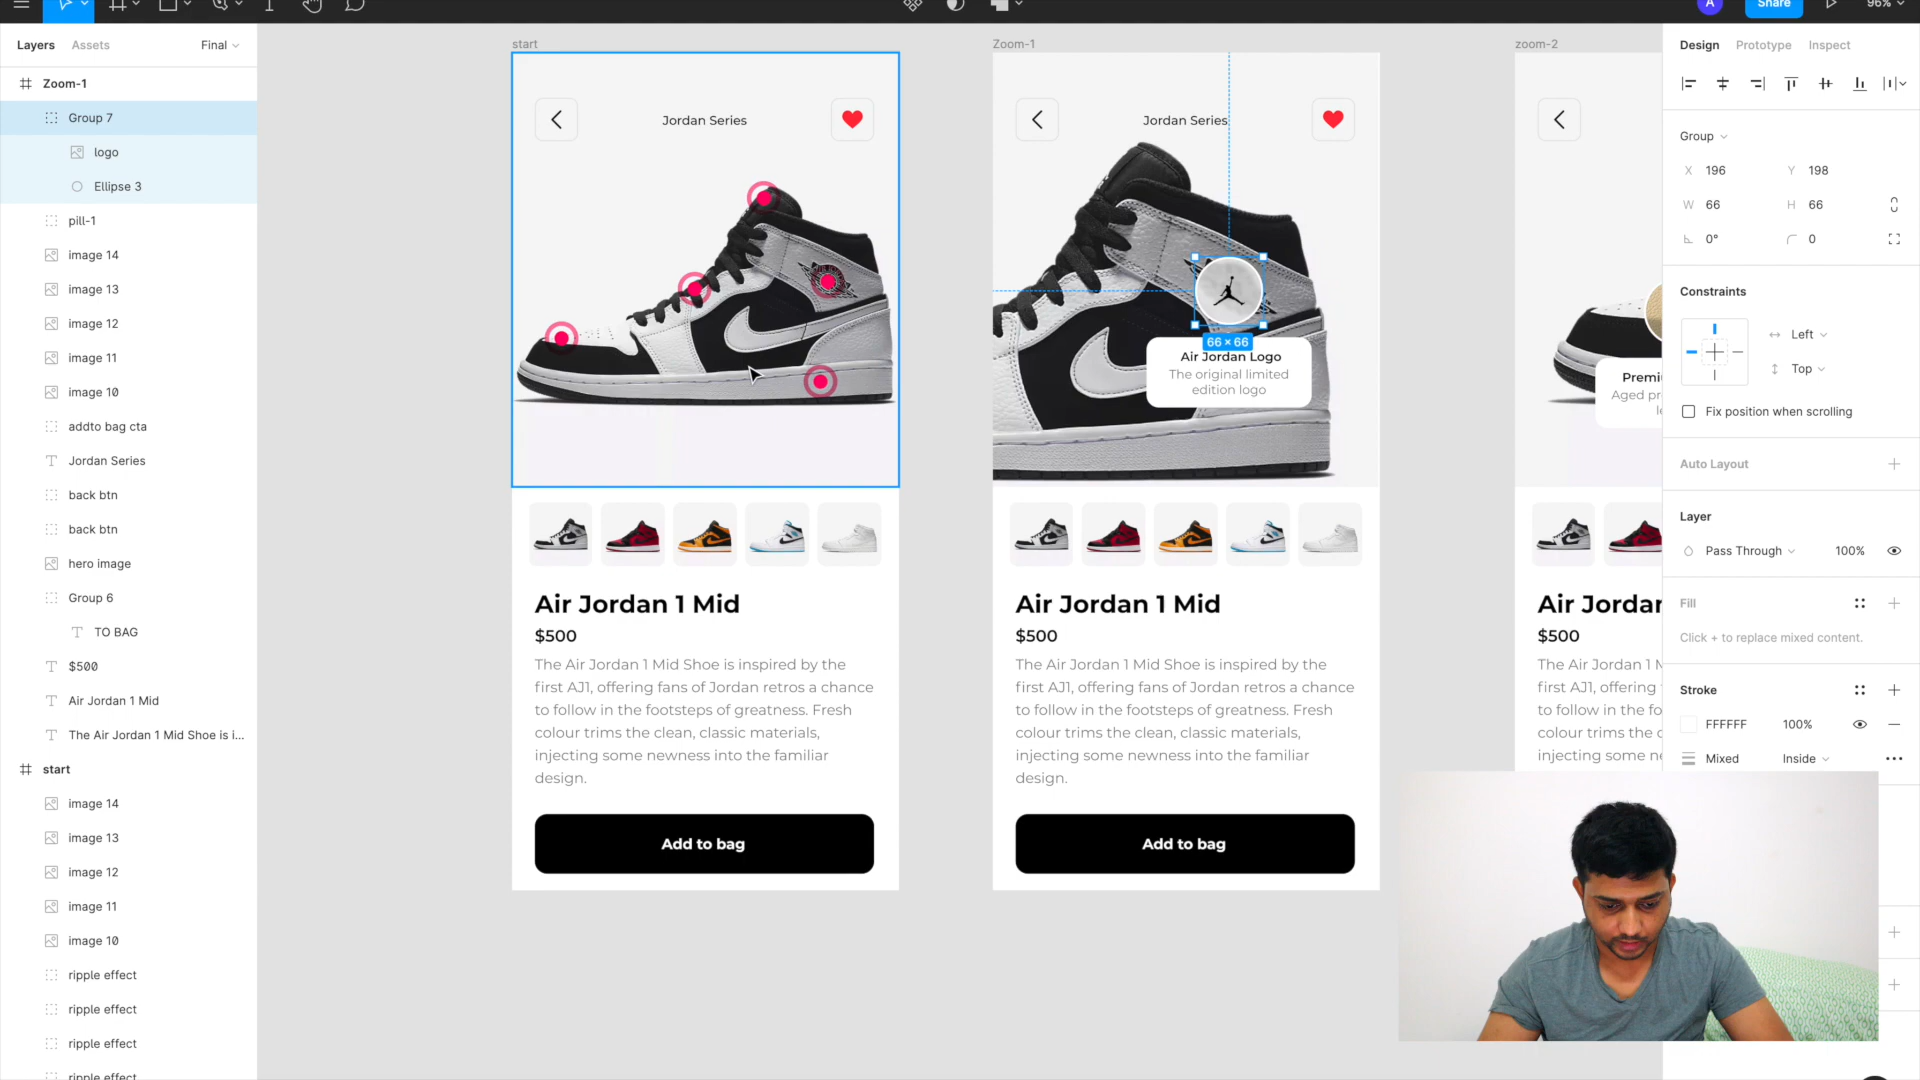 Share
96%
A
Layers
Assets
Final
Zoom-1
Group 7
logo
Ellipse 3
pill-1
image 14
image 13
image 12
image 11
image 10
addto bag cta
Jordan Series
back btn
back btn
hero image
Group 6
TO BAG
$500
Air Jordan 1 Mid
The Air Jordan 1 Mid Shoe is i...
start
image 14
image 13
image 12
image 11
image 10
ripple effect
ripple effect
ripple effect
ripple effect
start
Jordan Series
Air Jordan 1 Mid
$500
The Air Jordan 1 Mid Shoe is inspired by the
first AJ1, offering fans of Jordan retros a chance
to follow in the footsteps of greatness. Fresh
colour trims the clean, classic materials,
injecting some newness into the familiar
design.
Add to bag
Zoom-1
Jordan Series
66 × 66
Air Jordan Logo
The original limited
edition logo
Air Jordan 1 Mid
$500
The Air Jordan 1 Mid Shoe is inspired by the
first AJ1, offering fans of Jordan retros a chance
to follow in the footsteps of greatness. Fresh
colour trims the clean, classic materials,
injecting some newness into the familiar
design.
Add to bag
zoom-2
Premi
Aged pr
Air Jordan
$500
The Air Jordan 1 M
first AJ1, offering f
to follow in the fo
colour trims the c
injecting some ne
Design
Prototype
Inspect
Group
X 196
Y 198
W 66
H 66
0°
0
Constraints
Left
Top
Fix position when scrolling
Auto Layout
Layer
Pass Through
100%
Fill
Click + to replace mixed content.
Stroke
FFFFFF
100%
Mixed
Inside